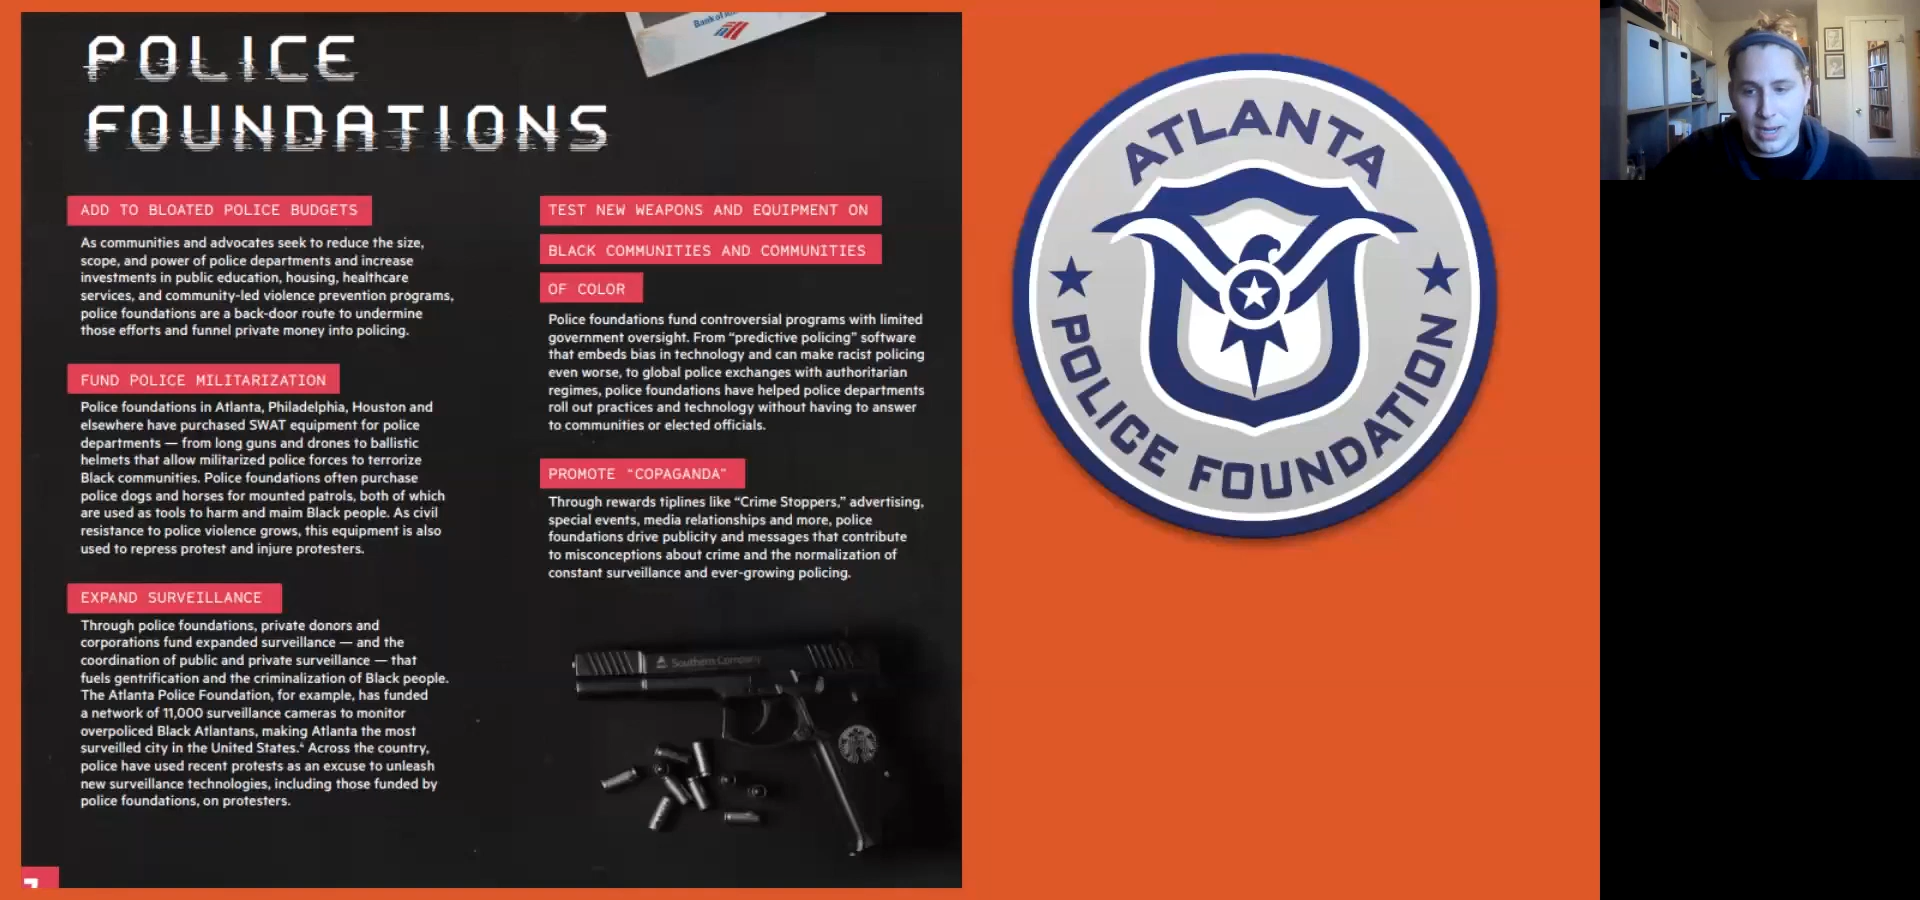 Bank of
POLICE
FOUNDATIONS
ADD TO BLOATED POLICE BUDGETS
As communities and advocates seek to reduce the size,
scope, and power of police departments and increase
investments in public education, housing, healthcare
services, and community-led violence prevention programs,
police foundations are a back-door route to undermine
those efforts and funnel private money into policing.
FUND POLICE MILITARIZATION
Police foundations in Atlanta, Philadelphia, Houston and
elsewhere have purchased SWAT equipment for police
departments — from long guns and drones to ballistic
helmets that allow militarized police forces to terrorize
Black communities. Police foundations often purchase
police dogs and horses for mounted patrols, both of which
are used as tools to harm and maim Black people. As civil
resistance to police violence grows, this equipment is also
used to repress protest and injure protesters.
EXPAND SURVEILLANCE
Through police foundations, private donors and
corporations fund expanded surveillance — and the
coordination of public and private surveillance — that
fuels gentrification and the criminalization of Black people.
The Atlanta Police Foundation, for example, has funded
a network of 11,000 surveillance cameras to monitor
overpoliced Black Atlantans, making Atlanta the most
surveilled city in the United States.⁴ Across the country,
police have used recent protests as an excuse to unleash
new surveillance technologies, including those funded by
police foundations, on protesters.
TEST NEW WEAPONS AND EQUIPMENT ON
BLACK COMMUNITIES AND COMMUNITIES
OF COLOR
Police foundations fund controversial programs with limited
government oversight. From “predictive policing” software
that embeds bias in technology and can make racist policing
even worse, to global police exchanges with authoritarian
regimes, police foundations have helped police departments
roll out practices and technology without having to answer
to communities or elected officials.
PROMOTE “COPAGANDA”
Through rewards tiplines like “Crime Stoppers,” advertising,
special events, media relationships and more, police
foundations drive publicity and messages that contribute
to misconceptions about crime and the normalization of
constant surveillance and ever-growing policing.
Southern Company
ATLANTA
POLICE FOUNDATION